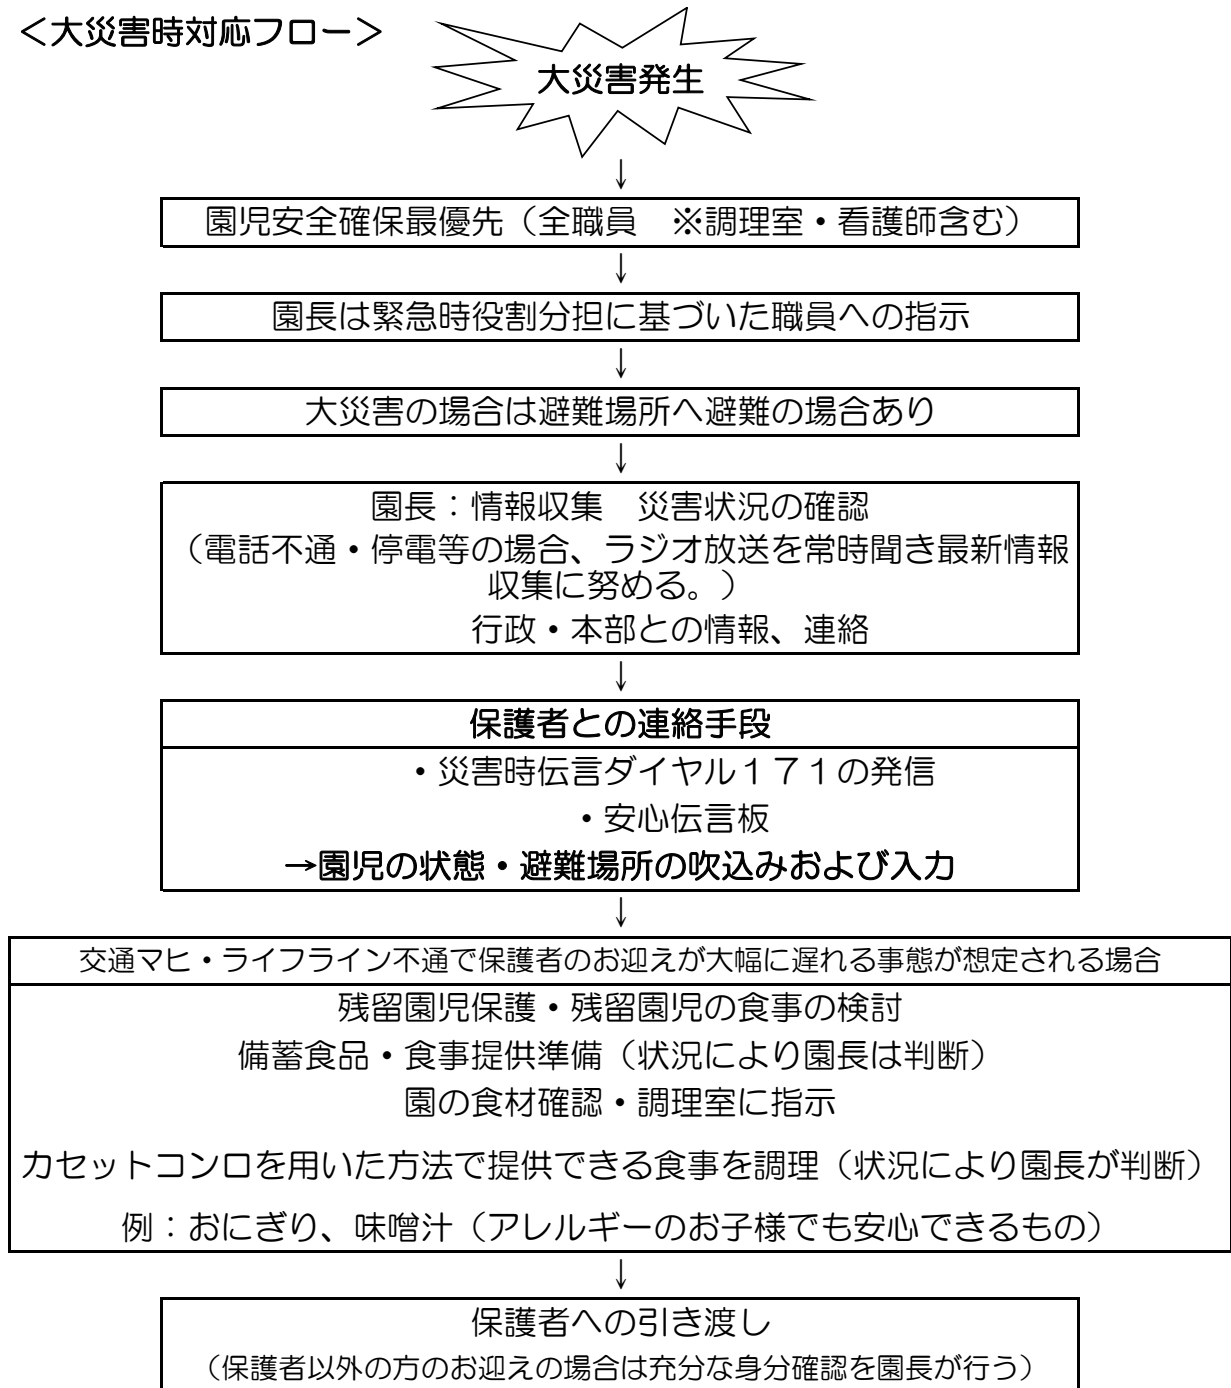 ＜大災害時対応フロー＞
大災害発生
↓
園児安全確保最優先（全職員　※調理室・看護師含む）
↓
園長は緊急時役割分担に基づいた職員への指示
↓
大災害の場合は避難場所へ避難の場合あり
↓
園長：情報収集　災害状況の確認
（電話不通・停電等の場合、ラジオ放送を常時聞き最新情報
収集に努める。）
行政・本部との情報、連絡
↓
保護者との連絡手段
・災害時伝言ダイヤル１７１の発信
・安心伝言板
→園児の状態・避難場所の吹込みおよび入力
↓
交通マヒ・ライフライン不通で保護者のお迎えが大幅に遅れる事態が想定される場合
残留園児保護・残留園児の食事の検討
備蓄食品・食事提供準備（状況により園長は判断）
園の食材確認・調理室に指示
カセットコンロを用いた方法で提供できる食事を調理（状況により園長が判断）
例：おにぎり、味噌汁（アレルギーのお子様でも安心できるもの）
↓
保護者への引き渡し
（保護者以外の方のお迎えの場合は充分な身分確認を園長が行う）